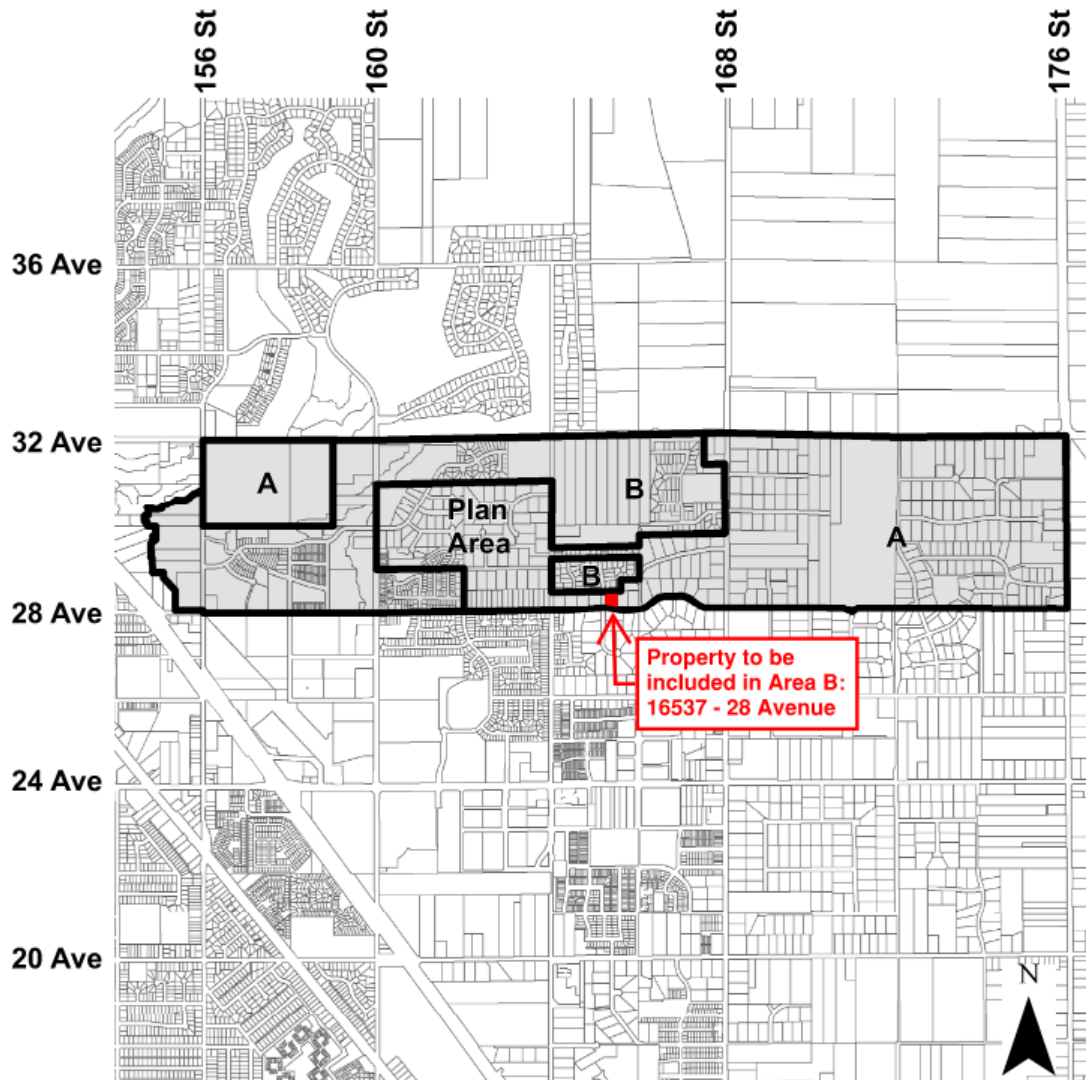 156 St
160 St
168 St
176 St
36 Ave
32 Ave
A
B
Plan
Area
A
B
28 Ave
Property to be
included in Area B:
16537 - 28 Avenue
24 Ave
20 Ave
N